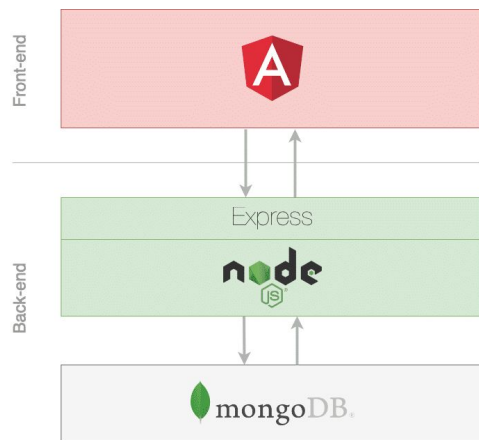 Front-end
A
Express
node
JS®
Back-end
mongoDB®